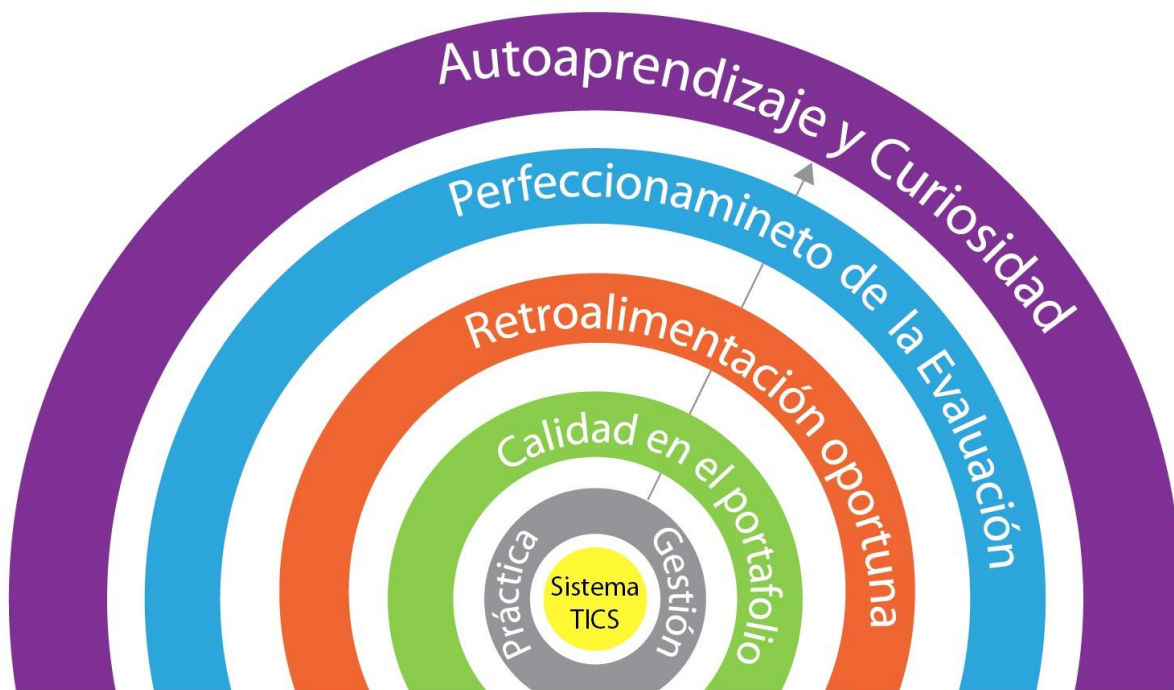 Autoaprendizaje y Curiosidad
Perfeccionamineto de la Evaluación
Retroalimentación oportuna
Calidad en el portafolio
Práctica
Gestión
Sistema
TICS